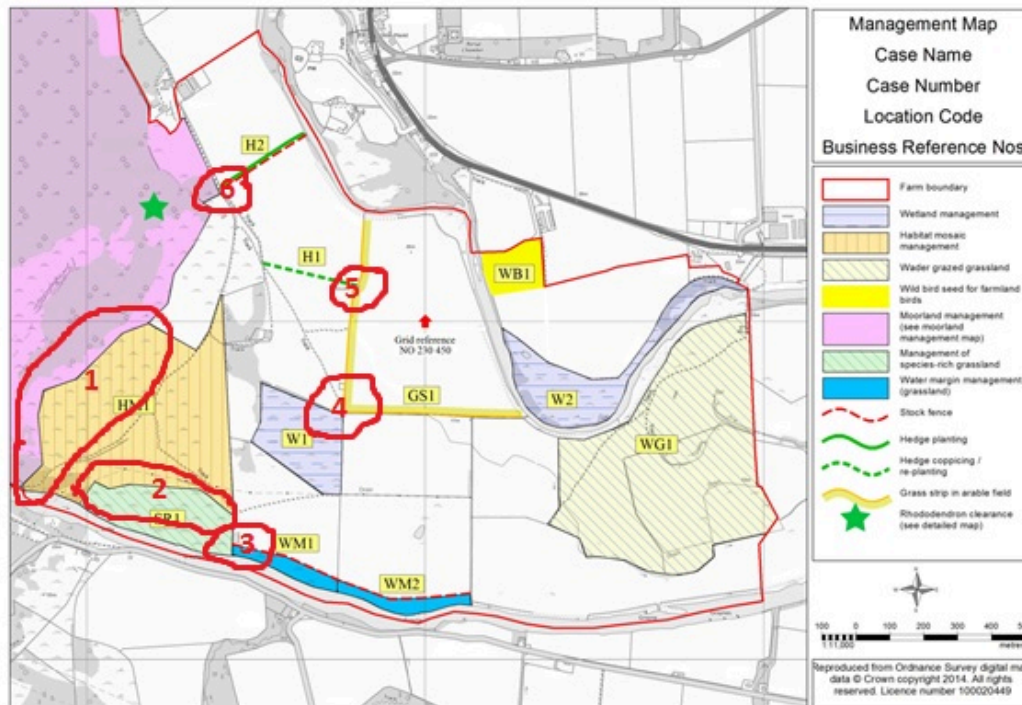 Management Map
Case Name
Case Number
Location Code
Business Reference Nos
Farm boundary
Wetland management
Habitat mosaic
management
Wader grazed grassland
Wild bird seed for farmland
birds
Moorland management
(see moorland
management map)
Management of
species-rich grassland
Water margin management
(grassland)
Stock fence
Hedge planting
Hedge coppicing /
re-planting
Grass strip in arable field
Rhododendron clearance
(see detailed map)
100 0 100 200 300 400
1:11,000
metre
Reproduced from Ordnance Survey digital ma
data © Crown copyright 2014. All rights
reserved. Licence number 100020449
H2
6
H1
5
WB1
Grid reference
NO 230 450
1
HM1
4
GS1
W1
W2
WG1
2
SR1
3
WM1
WM2